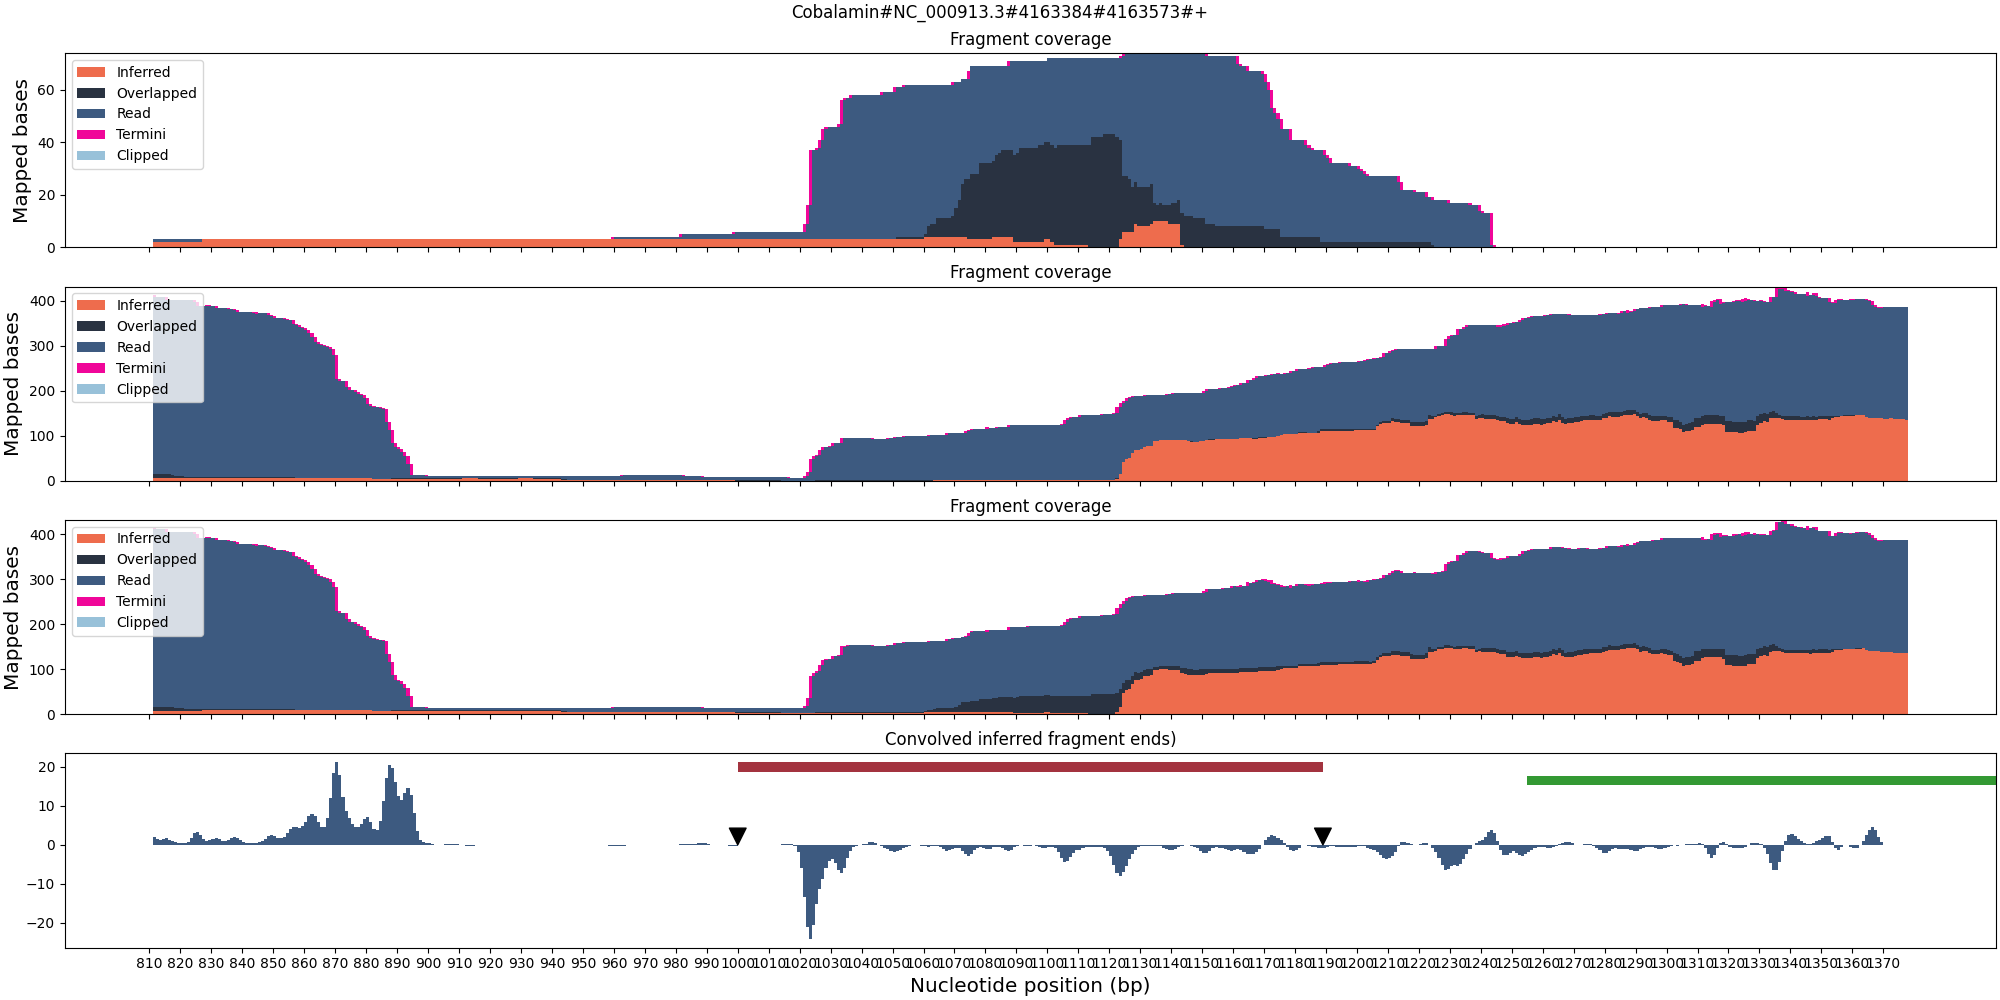 Cobalamin#NC_000913.3#4163384#4163573#+
Fragment coverage
Mapped bases
60
40
20
0
Inferred
Overlapped
Read
Termini
Clipped
Fragment coverage
Mapped bases
400
300
200
100
0
Inferred
Overlapped
Read
Termini
Clipped
Fragment coverage
Mapped bases
400
300
200
100
0
Inferred
Overlapped
Read
Termini
Clipped
Convolved inferred fragment ends)
20
10
0
−10
−20
810 820 830 840 850 860 870 880 890 900 910 920 930 940 950 960 970 980 990 1000 1010 1020 1030 1040 1050 1060 1070 1080 1090 1100 1110 1120 1130 1140 1150 1160 1170 1180 1190 1200 1210 1220 1230 1240 1250 1260 1270 1280 1290 1300 1310 1320 1330 1340 1350 1360 1370
Nucleotide position (bp)